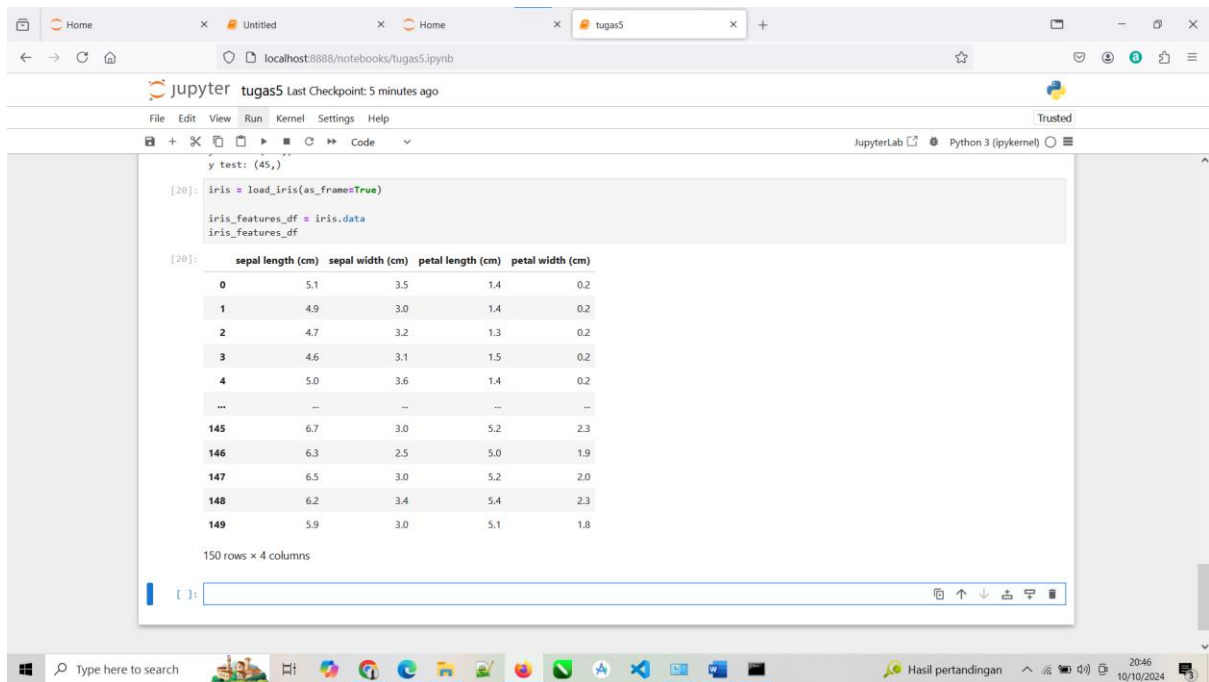 Home Untitled Home tugas5
localhost:8888/notebooks/tugas5.ipynb
jupyter tugas5 Last Checkpoint: 5 minutes ago
File Edit View Run Kernel Settings Help Trusted
Code JupyterLab Python 3 (ipykernel)
y test: (45,)
[20]: iris = load_iris(as_frame=True)
iris_features_df = iris.data
iris_features_df
[20]: sepal length (cm) sepal width (cm) petal length (cm) petal width (cm)
0 5.1 3.5 1.4 0.2
1 4.9 3.0 1.4 0.2
2 4.7 3.2 1.3 0.2
3 4.6 3.1 1.5 0.2
4 5.0 3.6 1.4 0.2
... ... ... ... ...
145 6.7 3.0 5.2 2.3
146 6.3 2.5 5.0 1.9
147 6.5 3.0 5.2 2.0
148 6.2 3.4 5.4 2.3
149 5.9 3.0 5.1 1.8
150 rows × 4 columns
[ ]:
Type here to search Hasil pertandingan 20:46
10/10/2024